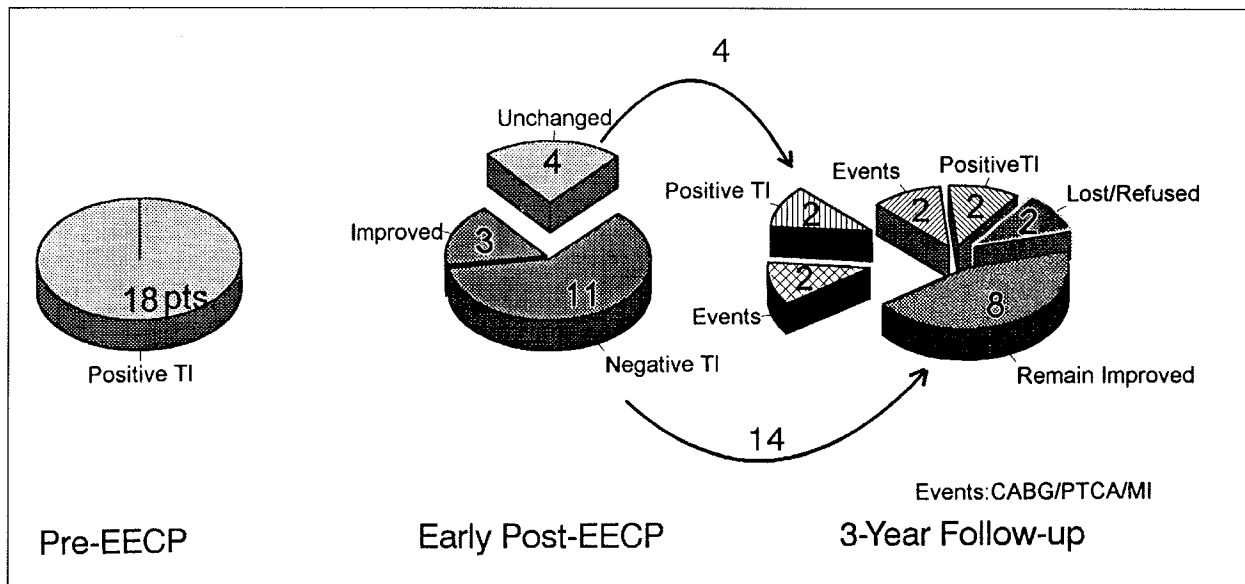 18 pts
Positive TI
Pre-EECP
Unchanged
4
Improved
3
11
Negative TI
Early Post-EECP
4
14
Positive TI
2
2
Events
Events
2
PositiveTI
2
Lost/Refused
2
8
Remain Improved
Events:CABG/PTCA/MI
3-Year Follow-up